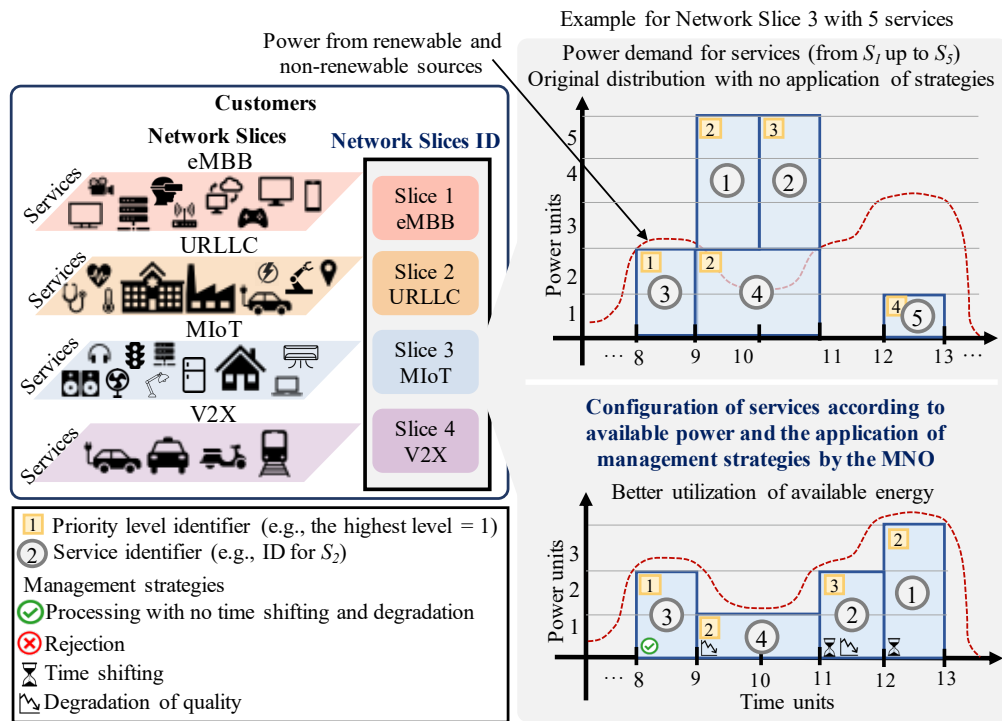 Example for Network Slice 3 with 5 services
Power from renewable and
non-renewable sources
Customers
Network Slices
Network Slices ID
eMBB
Services
URLLC
Services
MIoT
Services
V2X
Services
Slice 1
eMBB
Slice 2
URLLC
Slice 3
MIoT
Slice 4
V2X
1 Priority level identifier (e.g., the highest level = 1)
2 Service identifier (e.g., ID for S2)
Management strategies
Processing with no time shifting and degradation
Rejection
Time shifting
Degradation of quality
Power demand for services (from S1 up to S5)
Original distribution with no application of strategies
Power units
5
4
3
2
1
2
3
1
2
1
2
3
4
4
5
··· 8 9 10 11 12 13 ···
Configuration of services according to
available power and the application of
management strategies by the MNO
Better utilization of available energy
Power units
3
2
1
1
3
2
4
3
2
2
1
··· 8 9 10 11 12 13 ···
Time units